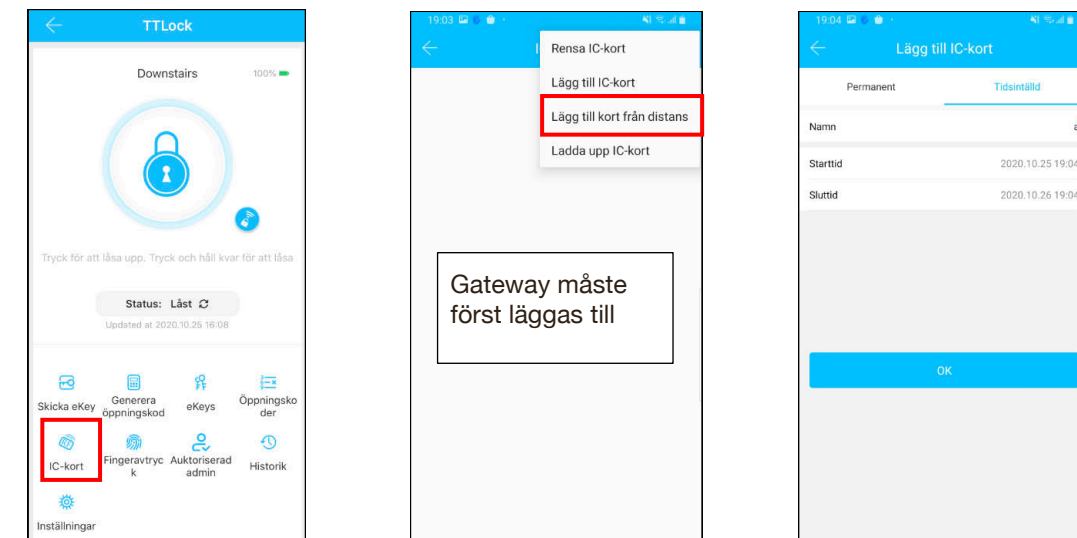 TTLock
Downstairs
100%
Tryck för att låsa upp. Tryck och håll kvar för att låsa
Status: Låst
Updated at 2020.10.25 16:08
Skicka eKey
Generera
öppningskod
eKeys
Öppningsko
der
IC-kort
Fingeravtryc
k
Auktoriserad
admin
Historik
Inställningar
19:03
Rensa IC-kort
Lägg till IC-kort
Lägg till kort från distans
Ladda upp IC-kort
Gateway måste
först läggas till
19:04
Lägg till IC-kort
Permanent
Tidsintälld
Namn
Starttid
2020.10.25 19:04
Sluttid
2020.10.26 19:04
OK